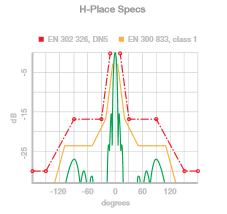 H-Place Specs
EN 302 326, DN5 EN 300 833, class 1
-5
-15
-25
dB
-120 -60 -40 0 60 120
degrees